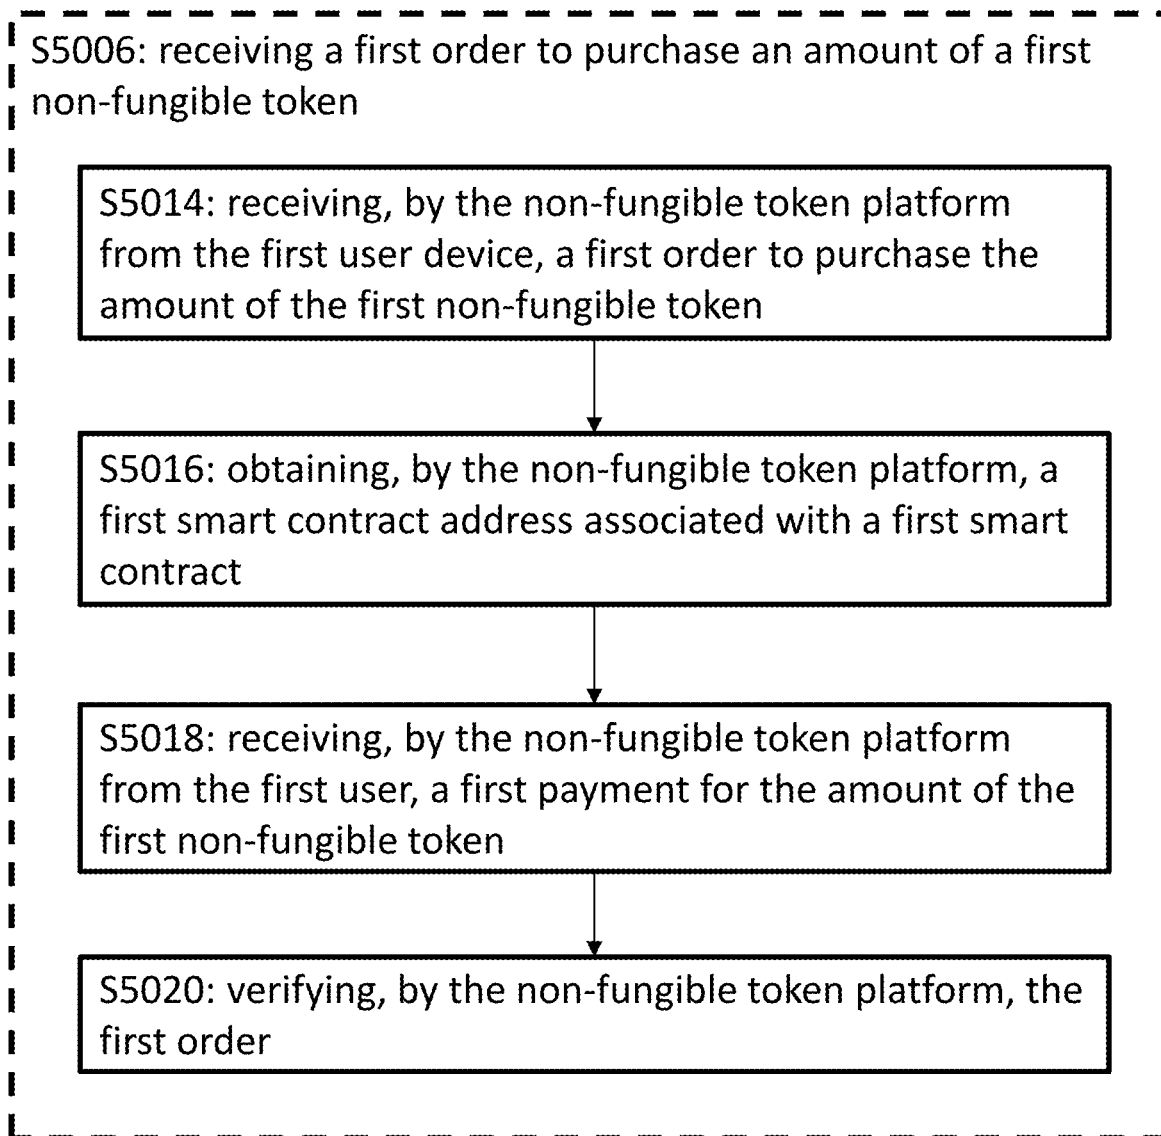 S5006: receiving a first order to purchase an amount of a first
non-fungible token
S5014: receiving, by the non-fungible token platform
from the first user device, a first order to purchase the
amount of the first non-fungible token
S5016: obtaining, by the non-fungible token platform, a
first smart contract address associated with a first smart
contract
S5018: receiving, by the non-fungible token platform
from the first user, a first payment for the amount of the
first non-fungible token
S5020: verifying, by the non-fungible token platform, the
first order